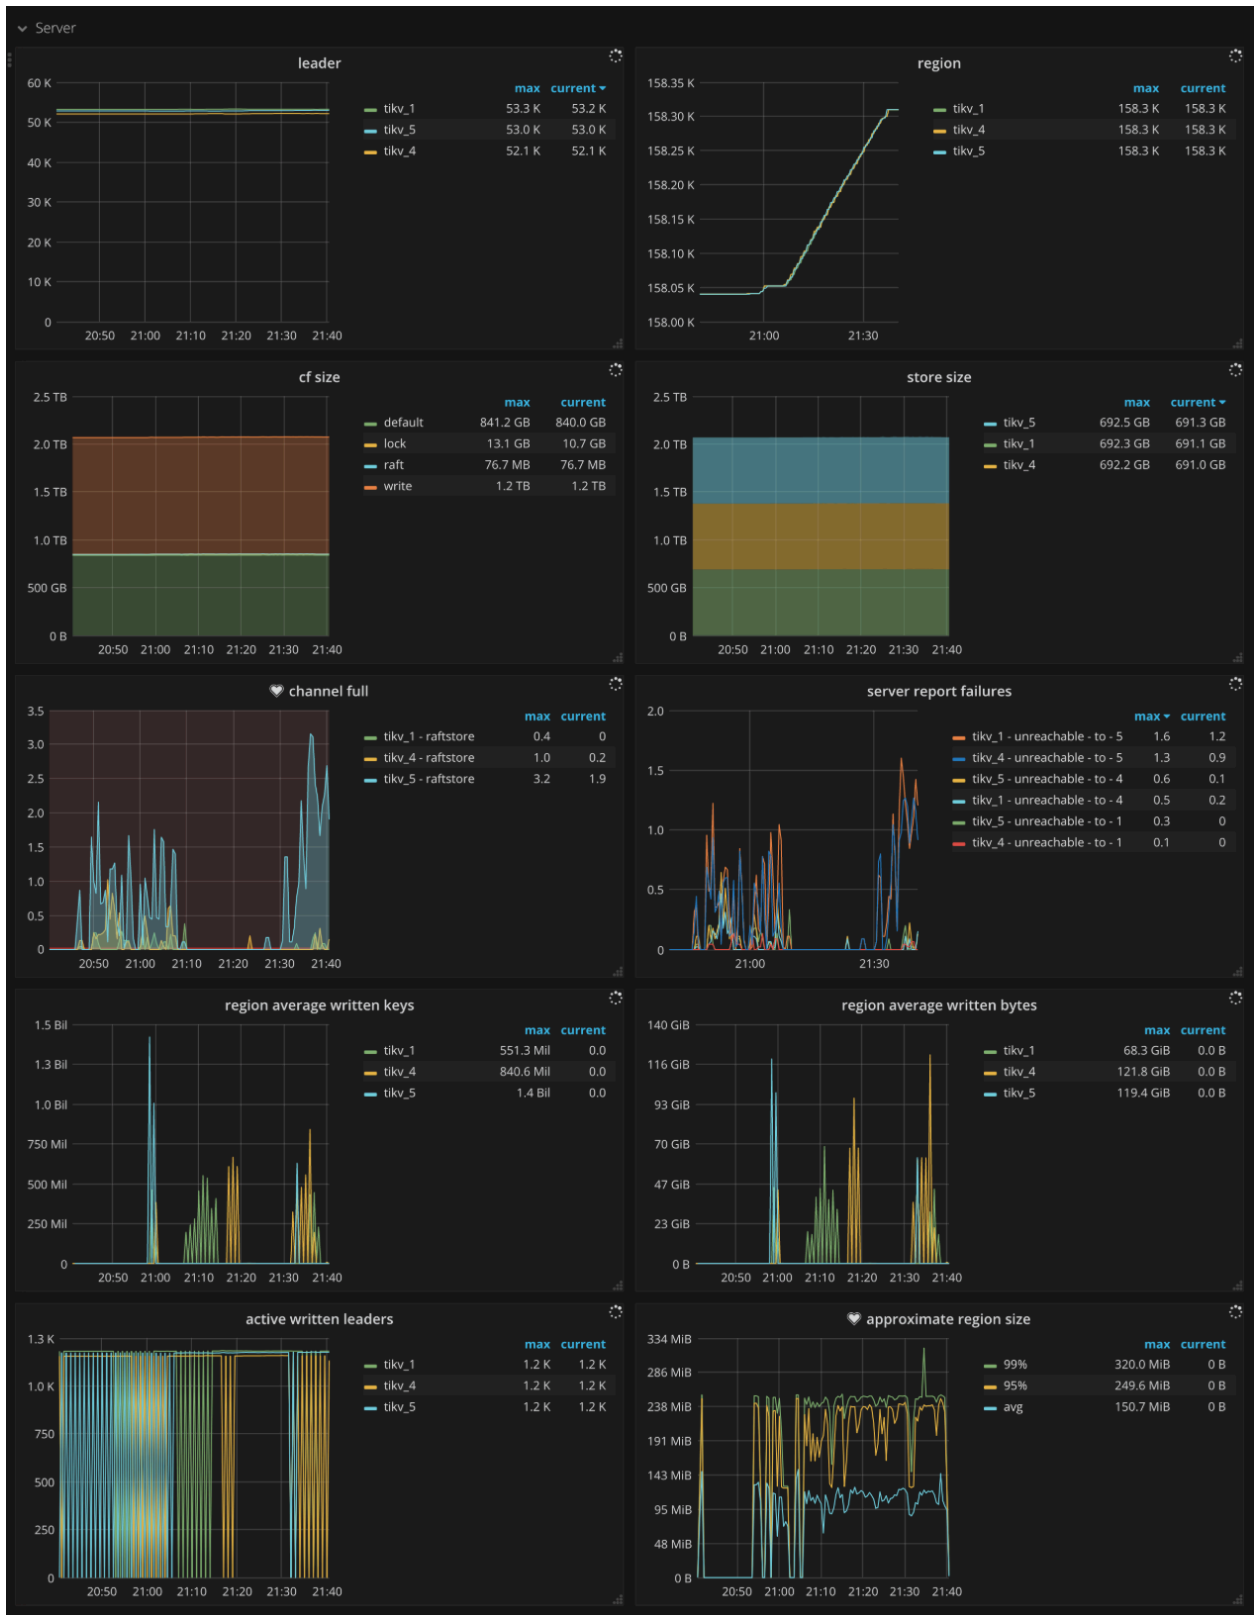 Server
leader
60 K
50 K
40 K
30 K
20 K
10 K
0
20:50 21:00 21:10 21:20 21:30 21:40
max current
tikv_1 53.3 K 53.2 K
tikv_5 53.0 K 53.0 K
tikv_4 52.1 K 52.1 K
region
158.35 K
158.30 K
158.25 K
158.20 K
158.15 K
158.10 K
158.05 K
158.00 K
21:00 21:30
max current
tikv_1 158.3 K 158.3 K
tikv_4 158.3 K 158.3 K
tikv_5 158.3 K 158.3 K
cf size
2.5 TB
2.0 TB
1.5 TB
1.0 TB
500 GB
0 B
20:50 21:00 21:10 21:20 21:30 21:40
max current
default 841.2 GB 840.0 GB
lock 13.1 GB 10.7 GB
raft 76.7 MB 76.7 MB
write 1.2 TB 1.2 TB
store size
2.5 TB
2.0 TB
1.5 TB
1.0 TB
500 GB
0 B
20:50 21:00 21:10 21:20 21:30 21:40
max current
tikv_5 692.5 GB 691.3 GB
tikv_1 692.3 GB 691.1 GB
tikv_4 692.2 GB 691.0 GB
channel full
3.5
3.0
2.5
2.0
1.5
1.0
0.5
0
20:50 21:00 21:10 21:20 21:30 21:40
max current
tikv_1 - raftstore 0.4 0
tikv_4 - raftstore 1.0 0.2
tikv_5 - raftstore 3.2 1.9
server report failures
2.0
1.5
1.0
0.5
0
21:00 21:30
max current
tikv_1 - unreachable - to - 5 1.6 1.2
tikv_4 - unreachable - to - 5 1.3 0.9
tikv_5 - unreachable - to - 4 0.6 0.1
tikv_1 - unreachable - to - 4 0.5 0.2
tikv_5 - unreachable - to - 1 0.3 0
tikv_4 - unreachable - to - 1 0.1 0
region average written keys
1.5 Bil
1.3 Bil
1.0 Bil
750 Mil
500 Mil
250 Mil
0
20:50 21:00 21:10 21:20 21:30 21:40
max current
tikv_1 551.3 Mil 0.0
tikv_4 840.6 Mil 0.0
tikv_5 1.4 Bil 0.0
region average written bytes
140 GiB
116 GiB
93 GiB
70 GiB
47 GiB
23 GiB
0 B
20:50 21:00 21:10 21:20 21:30 21:40
max current
tikv_1 68.3 GiB 0.0 B
tikv_4 121.8 GiB 0.0 B
tikv_5 119.4 GiB 0.0 B
active written leaders
1.3 K
1.0 K
750
500
250
0
20:50 21:00 21:10 21:20 21:30 21:40
max current
tikv_1 1.2 K 1.2 K
tikv_4 1.2 K 1.2 K
tikv_5 1.2 K 1.2 K
approximate region size
334 MiB
286 MiB
238 MiB
191 MiB
143 MiB
95 MiB
48 MiB
0 B
20:50 21:00 21:10 21:20 21:30 21:40
max current
99% 320.0 MiB 0 B
95% 249.6 MiB 0 B
avg 150.7 MiB 0 B